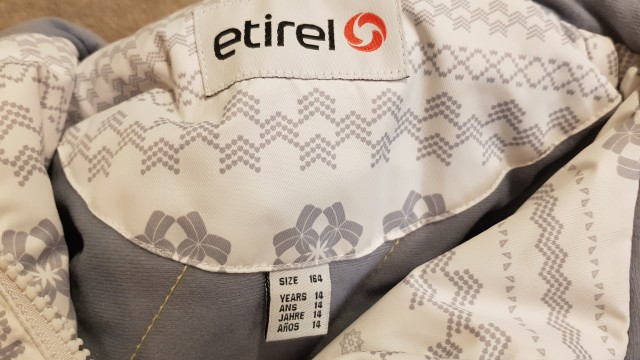 etirel
SIZE 164
YEARS 14
ANS 14
JAHRE 14
AÑOS 14